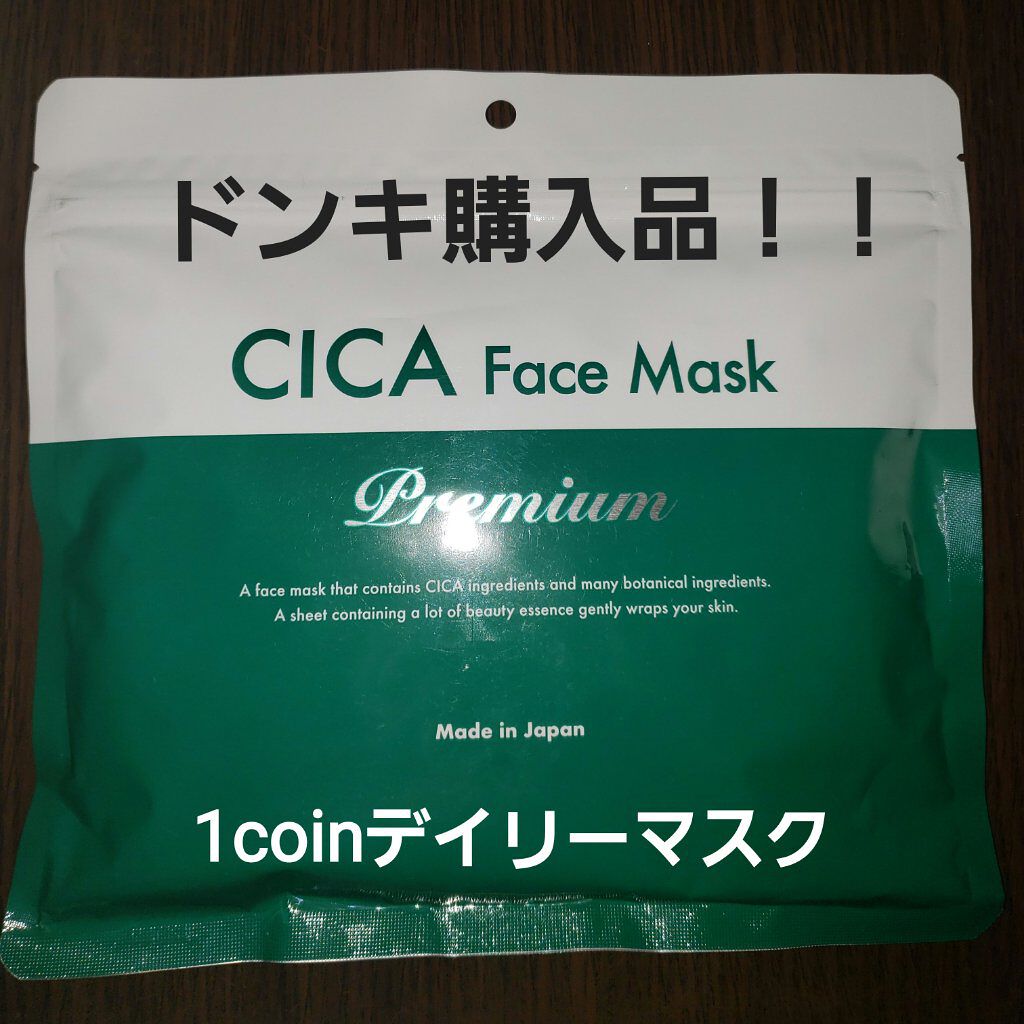 ドンキ購入品！！
CICA Face Mask
Premium
A face mask that contains CICA ingredients and many botanical ingredients.
A sheet containing a lot of beauty essence gently wraps your skin.
Made in Japan
1coinデイリーマスク